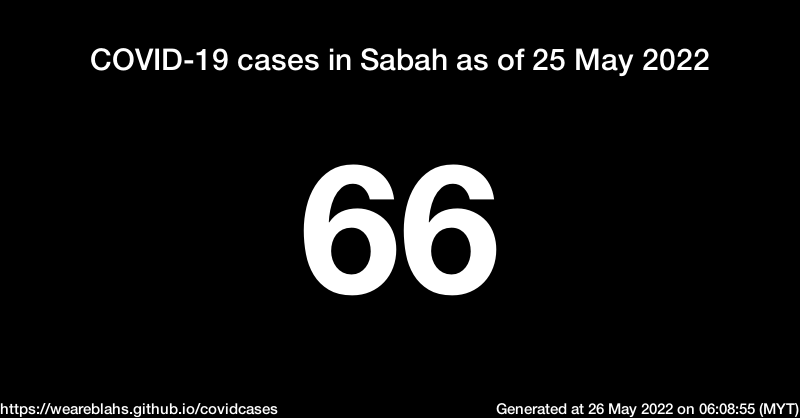 COVID-19 cases in Sabah as of 25 May 2022
66
https://weareblahs.github.io/covidcases
Generated at 26 May 2022 on 06:08:55 (MYT)